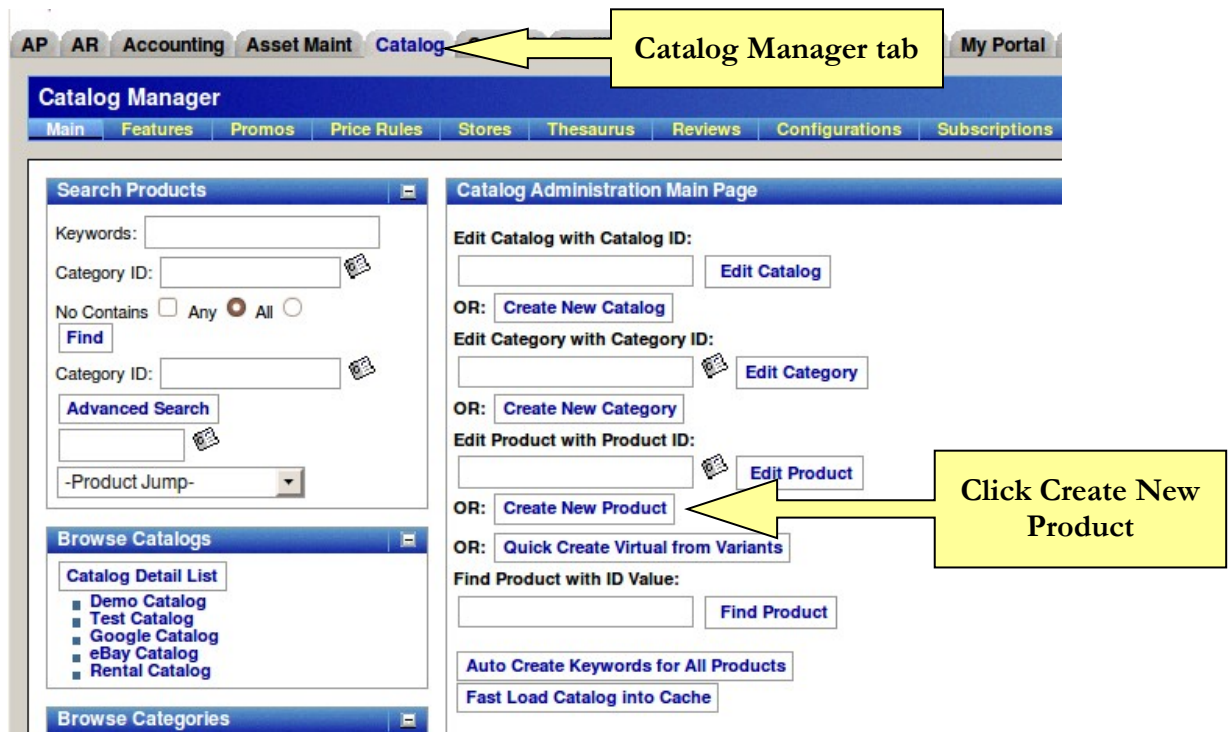 AP AR Accounting Asset Maint Catalog My Portal
Catalog Manager tab
Catalog Manager
Main Features Promos Price Rules Stores Thesaurus Reviews Configurations Subscriptions
Search Products
Keywords:
Category ID:
No Contains Any All
Find
Category ID:
Advanced Search
-Product Jump-
Browse Catalogs
Catalog Detail List
Demo Catalog
Test Catalog
Google Catalog
eBay Catalog
Rental Catalog
Browse Categories
Catalog Administration Main Page
Edit Catalog with Catalog ID:
Edit Catalog
OR: Create New Catalog
Edit Category with Category ID:
Edit Category
OR: Create New Category
Edit Product with Product ID:
Edit Product
OR: Create New Product
Click Create New
Product
OR: Quick Create Virtual from Variants
Find Product with ID Value:
Find Product
Auto Create Keywords for All Products
Fast Load Catalog into Cache